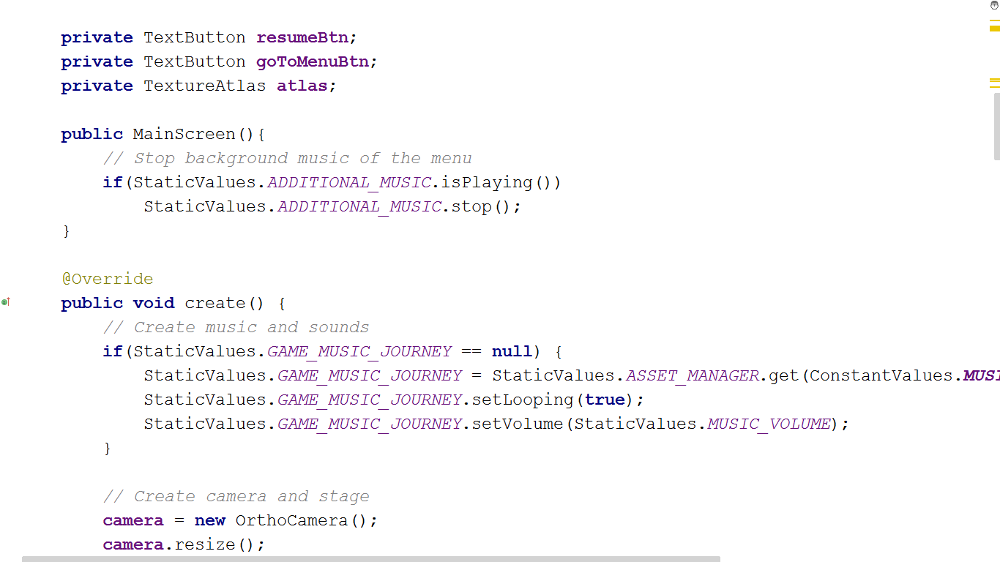 private TextButton resumeBtn;
private TextButton goToMenuBtn;
private TextureAtlas atlas;
public MainScreen(){
// Stop background music of the menu
if(StaticValues.ADDITIONAL_MUSIC.isPlaying())
StaticValues.ADDITIONAL_MUSIC.stop();
}
@Override
public void create() {
// Create music and sounds
if(StaticValues.GAME_MUSIC_JOURNEY == null) {
StaticValues.GAME_MUSIC_JOURNEY = StaticValues.ASSET_MANAGER.get(ConstantValues.MUSI
StaticValues.GAME_MUSIC_JOURNEY.setLooping(true);
StaticValues.GAME_MUSIC_JOURNEY.setVolume(StaticValues.MUSIC_VOLUME);
}
// Create camera and stage
camera = new OrthoCamera();
camera.resize();